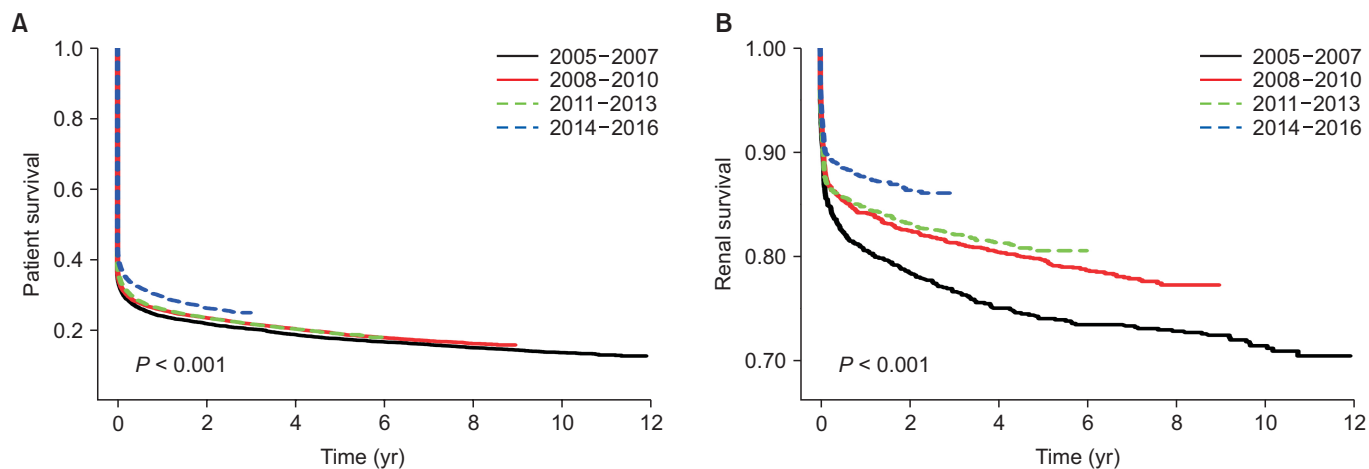 A
1.0
0.8
0.6
0.4
0.2
Patient survival
2005–2007
2008–2010
2011–2013
2014–2016
P < 0.001
0 2 4 6 8 10 12
Time (yr)
B
1.00
0.90
0.80
0.70
Renal survival
2005–2007
2008–2010
2011–2013
2014–2016
P < 0.001
0 2 4 6 8 10 12
Time (yr)